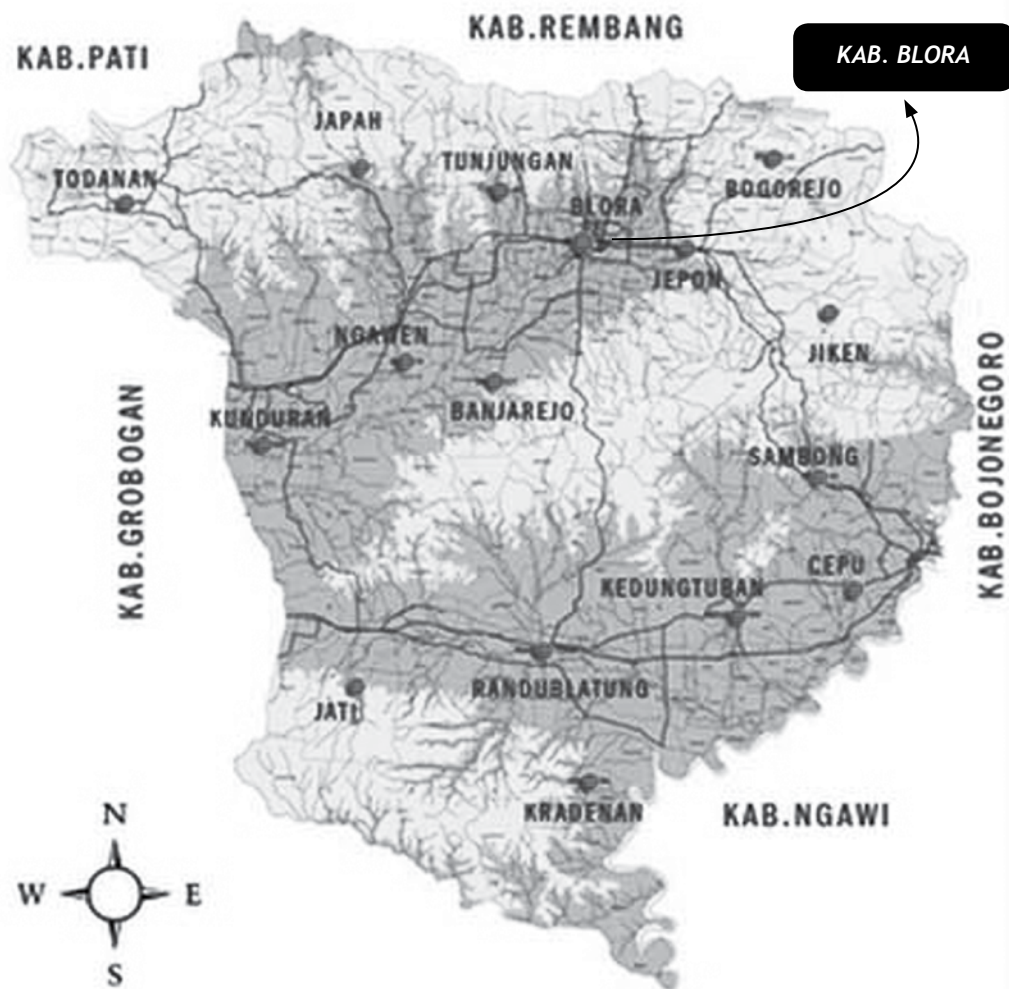 KAB.REMBANG
KAB. BLORA
KAB.PATI
JAPAH
TUNJUNGAN
TODANAN
BOGOREJO
BLORA
JEPON
NGAWEN
JIKEN
BANJAREJO
KUNDURAN
KAB.GROBOGAN
KAB.BOJONEGORO
SAMBONG
CEPU
KEDUNGTUBAN
RANDUBLATUNG
JATI
KRADENAN
KAB.NGAWI
N
W
E
S